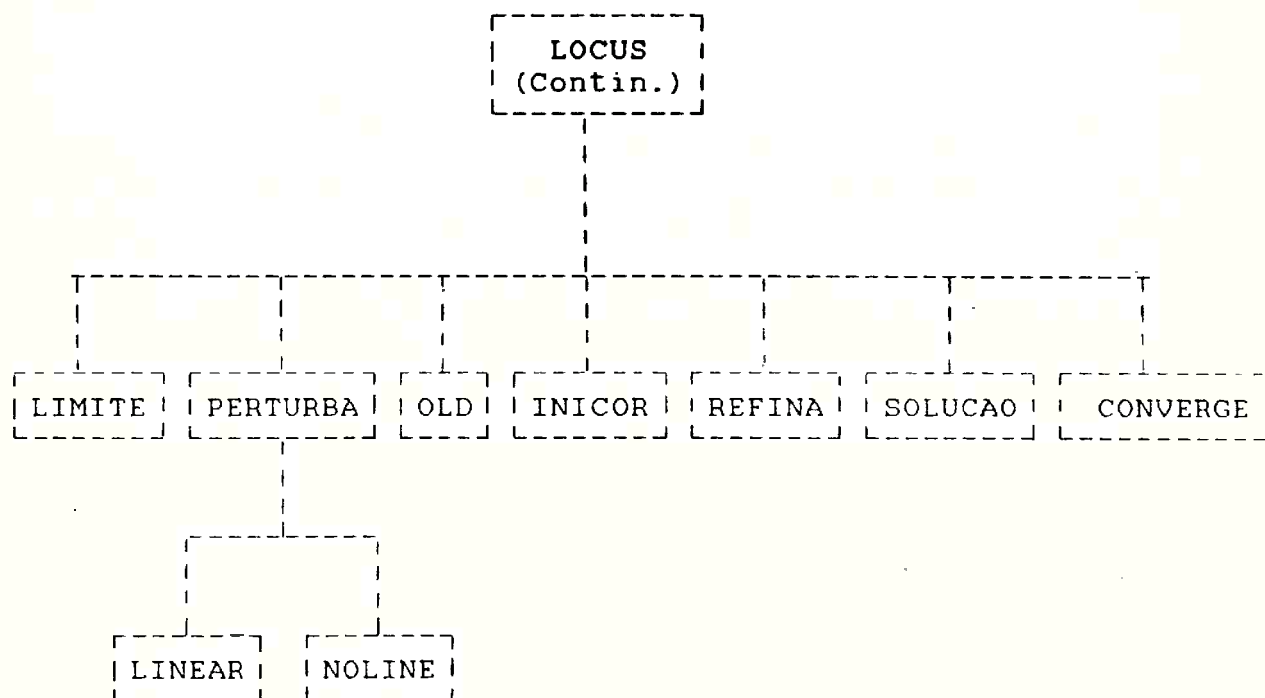 LOCUS
(Contin.)
LIMITE
PERTURBA
OLD
INICOR
REFINA
SOLUCAO
CONVERGE
LINEAR
NOLINE